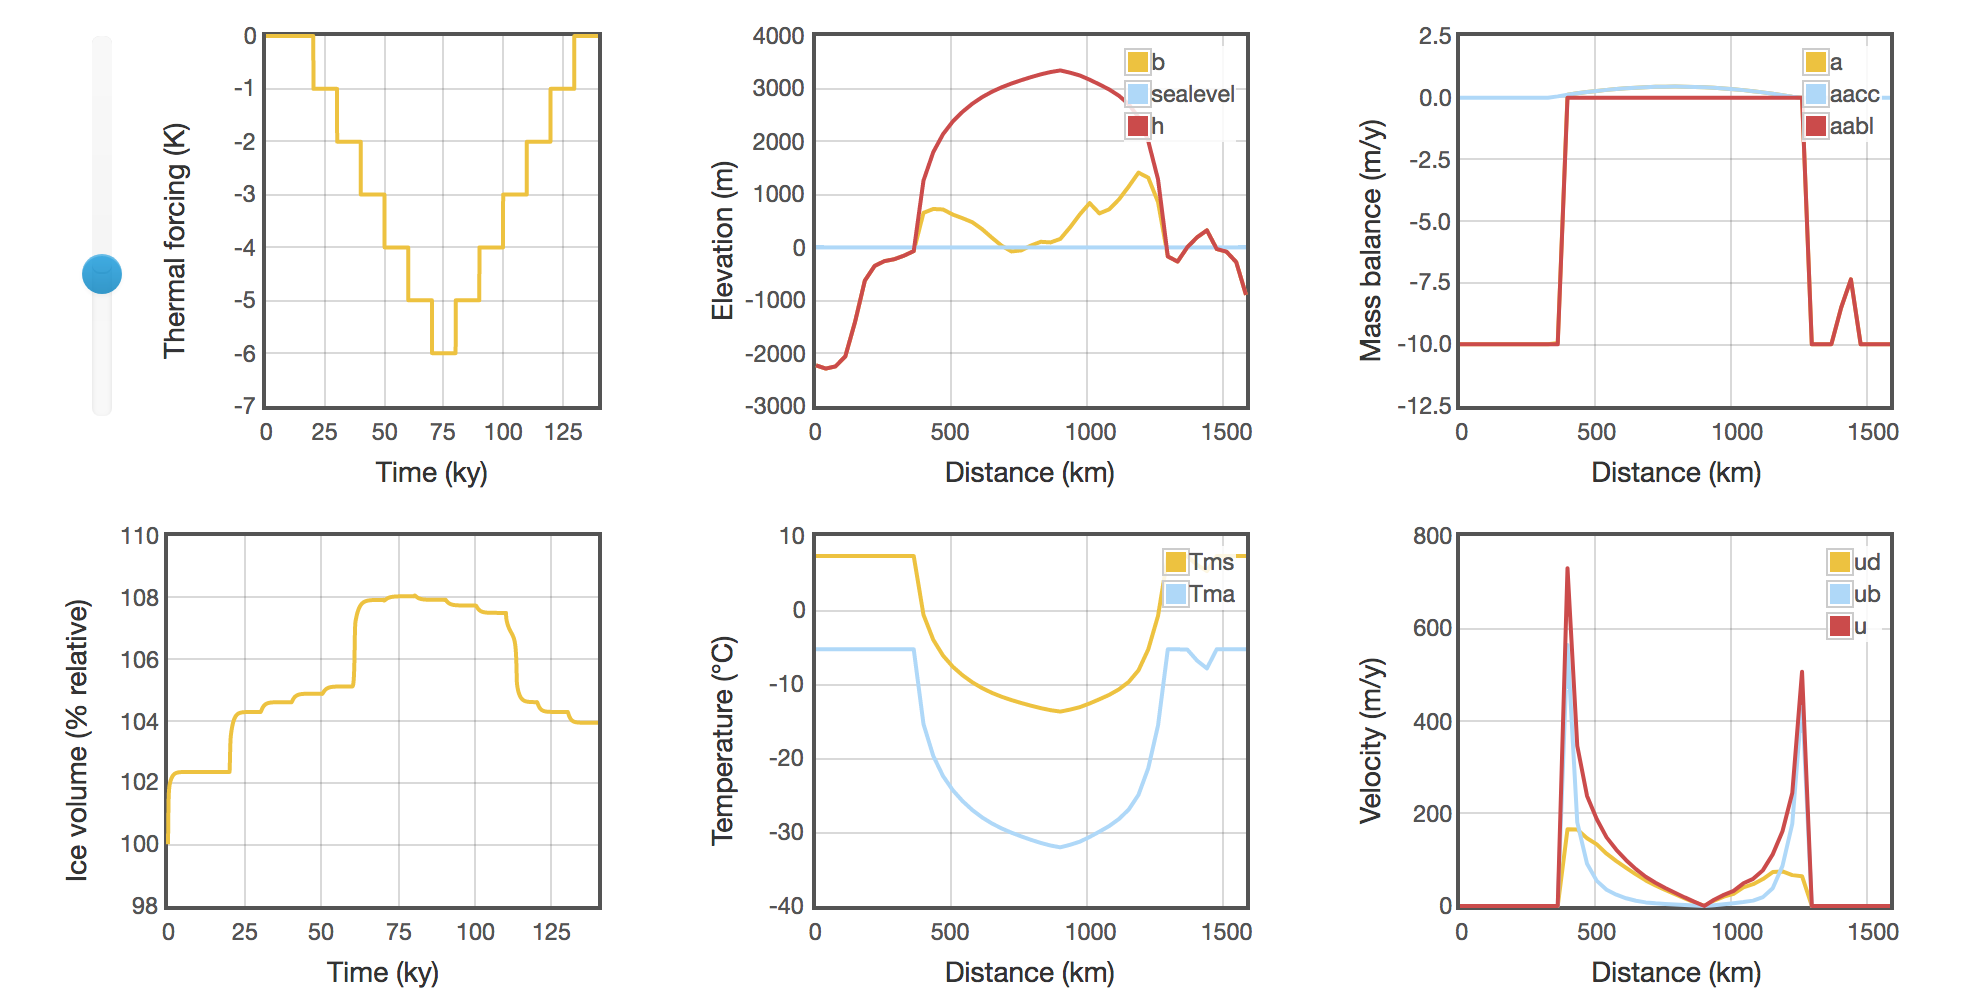 0
-1
-2
-3
-4
-5
-6
-7
Thermal forcing (K)
0 25 50 75 100 125
Time (ky)
4000
3000
2000
1000
0
-1000
-2000
-3000
Elevation (m)
b
sealevel
h
0 500 1000 1500
Distance (km)
2.5
0.0
-2.5
-5.0
-7.5
-10.0
-12.5
Mass balance (m/y)
a
aacc
aabl
0 500 1000 1500
Distance (km)
110
108
106
104
102
100
98
Ice volume (% relative)
0 25 50 75 100 125
Time (ky)
10
0
-10
-20
-30
-40
Temperature (°C)
Tms
Tma
0 500 1000 1500
Distance (km)
800
600
400
200
0
Velocity (m/y)
ud
ub
u
0 500 1000 1500
Distance (km)